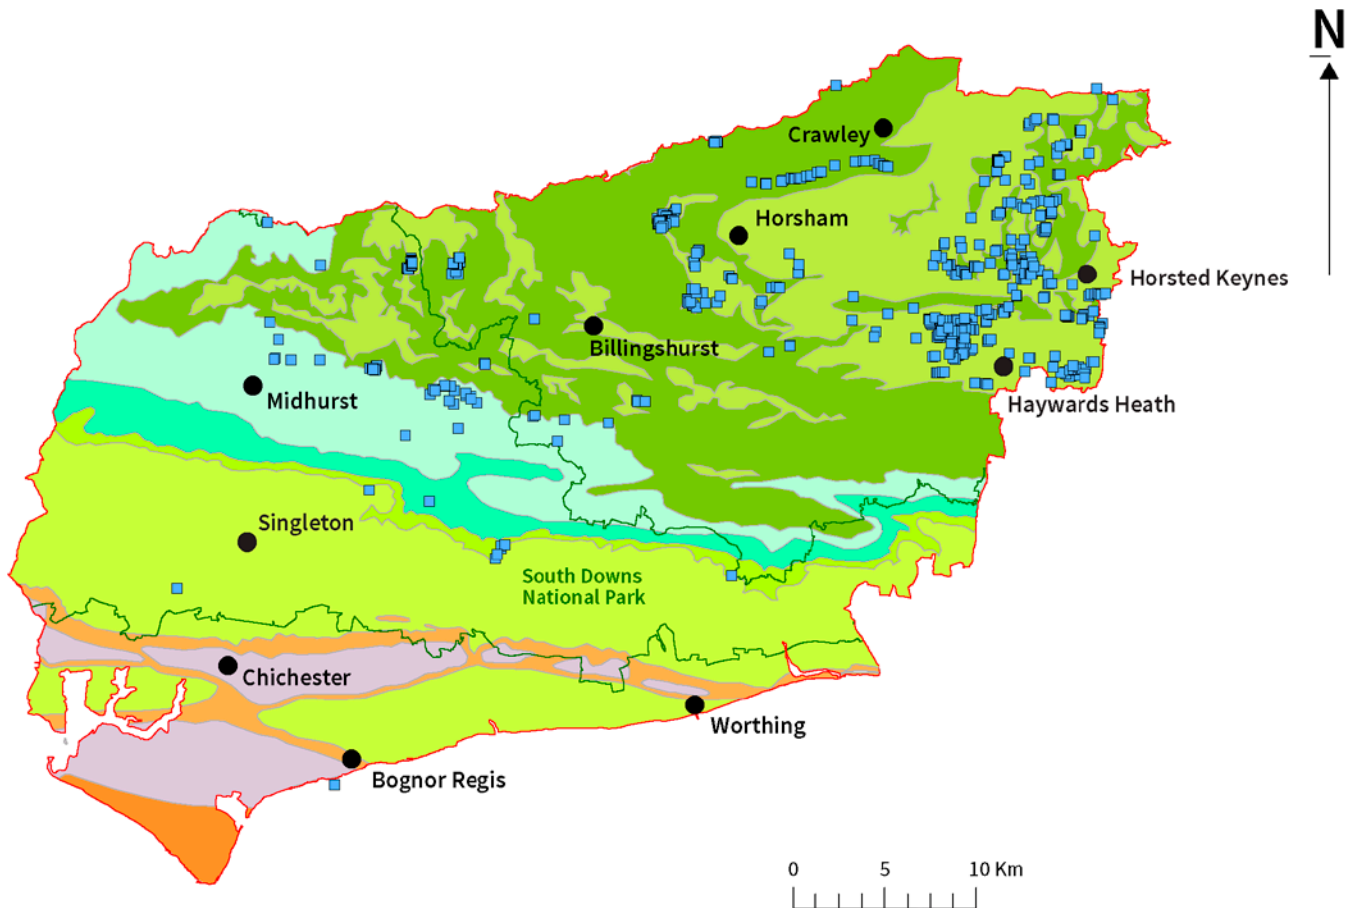 N
Crawley
Horsham
Horsted Keynes
Billingshurst
Midhurst
Haywards Heath
Singleton
South Downs
National Park
Chichester
Worthing
Bognor Regis
0 5 10 Km